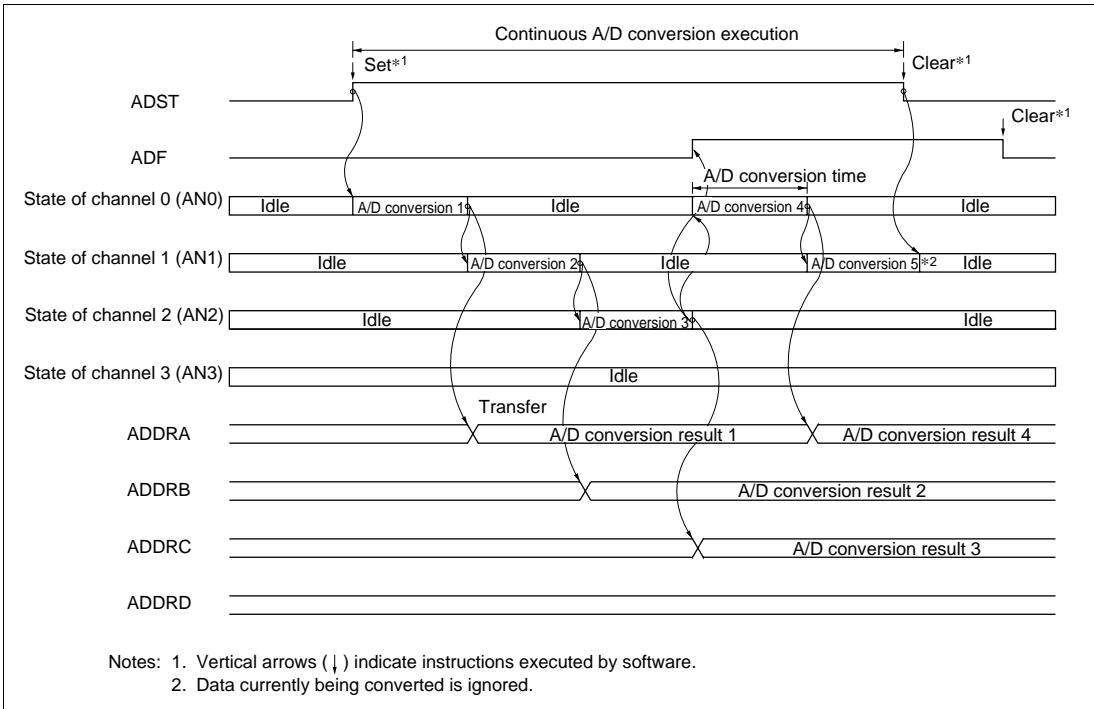 Continuous A/D conversion execution
Set*1
Clear*1
ADST
Clear*1
ADF
A/D conversion time
State of channel 0 (AN0)
Idle
A/D conversion 1
Idle
A/D conversion 4
Idle
State of channel 1 (AN1)
Idle
A/D conversion 2
Idle
A/D conversion 5
*2
Idle
State of channel 2 (AN2)
Idle
A/D conversion 3
Idle
State of channel 3 (AN3)
Idle
Transfer
ADDRA
A/D conversion result 1
A/D conversion result 4
ADDRB
A/D conversion result 2
ADDRC
A/D conversion result 3
ADDRD
Notes: 1. Vertical arrows (↓) indicate instructions executed by software.
2. Data currently being converted is ignored.